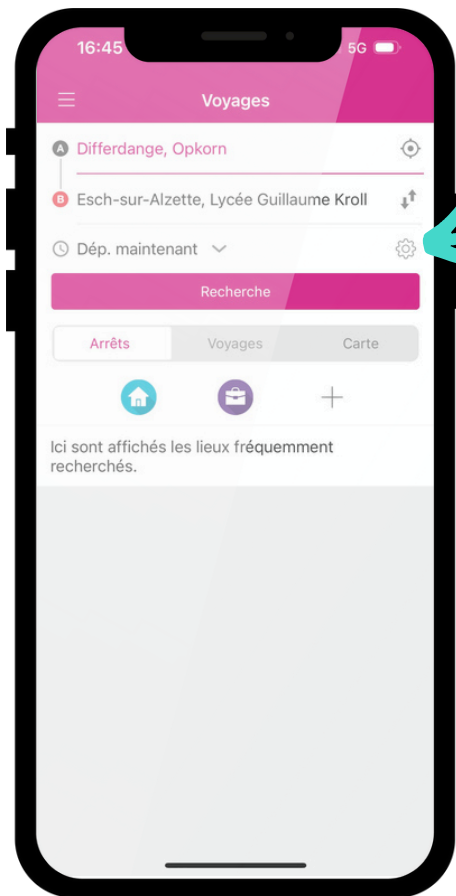 16:45 5G
Voyages
A Differdange, Opkorn
B Esch-sur-Alzette, Lycée Guillaume Kroll
Dép. maintenant
Recherche
Arrêts Voyages Carte
Ici sont affichés les lieux fréquemment
recherchés.